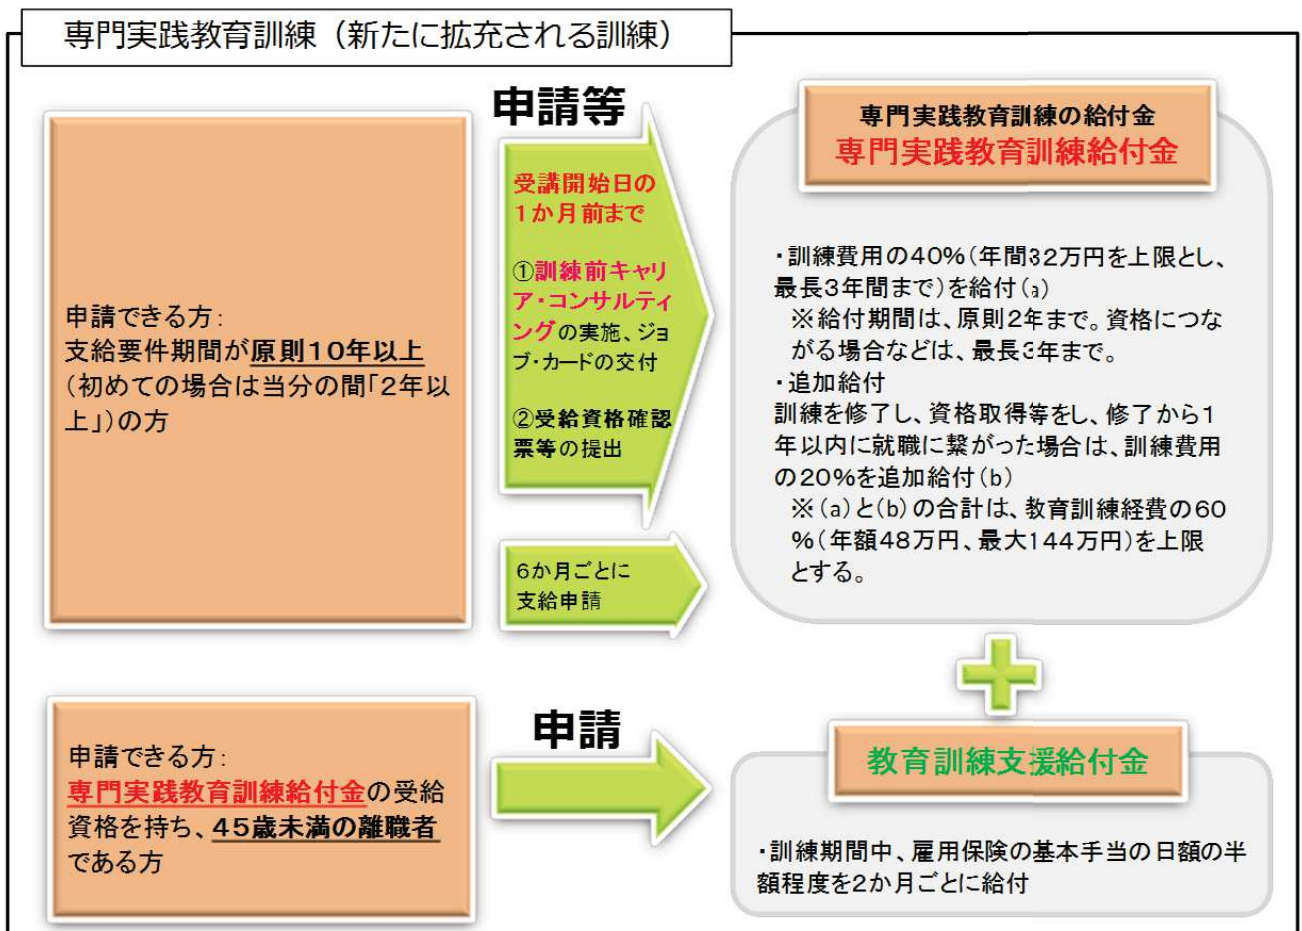 専門実践教育訓練（新たに拡充される訓練）
申請できる方：
支給要件期間が原則１０年以上
（初めての場合は当分の間「２年以
上」）の方
申請等
受講開始日の
１か月前まで
①訓練前キャリ
ア・コンサルティ
ングの実施、ジョ
ブ・カードの交付
②受給資格確認
票等の提出
６か月ごとに
支給申請
専門実践教育訓練の給付金
専門実践教育訓練給付金
・訓練費用の４０％（年間３２万円を上限とし、
最長３年間まで）を給付（a）
※給付期間は、原則２年まで。資格につな
がる場合などは、最長３年まで。
・追加給付
訓練を修了し、資格取得等をし、修了から１
年以内に就職に繋がった場合は、訓練費用
の２０％を追加給付（b）
※（a）と（b）の合計は、教育訓練経費の６０
％（年額４８万円、最大１４４万円）を上限
とする。
申請できる方：
専門実践教育訓練給付金の受給
資格を持ち、４５歳未満の離職者
である方
申請
教育訓練支援給付金
・訓練期間中、雇用保険の基本手当の日額の半
額程度を２か月ごとに給付